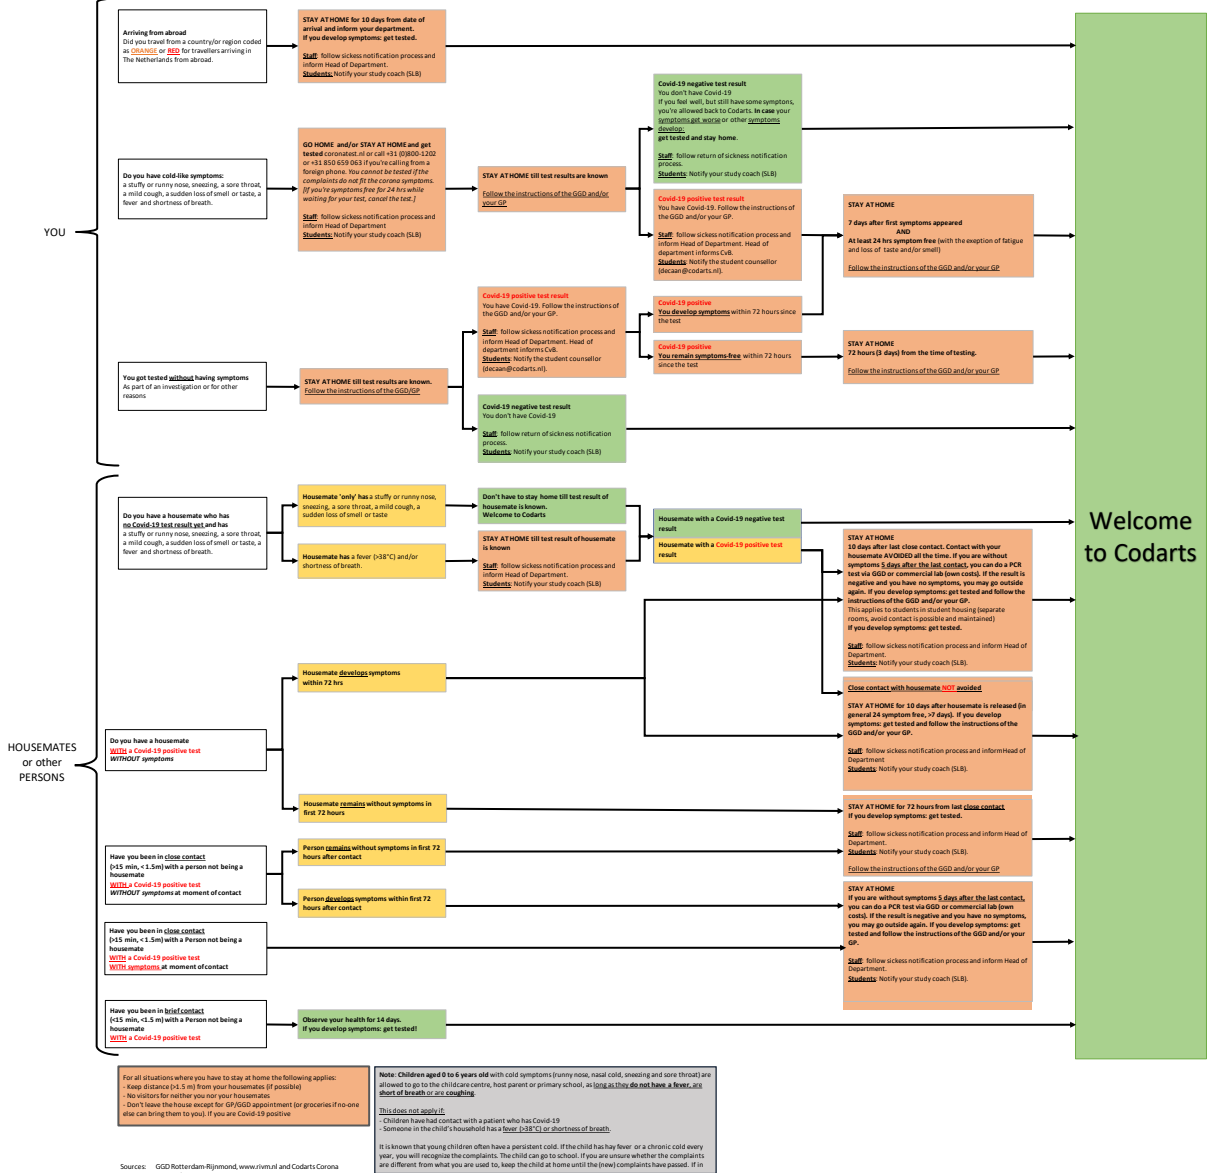 YOU
Arriving from abroad
Did you travel from a country/or region coded
as ORANGE or RED for travellers arriving in
The Netherlands from abroad.
STAY AT HOME for 10 days from date of
arrival and inform your department.
If you develop symptoms: get tested.
Staff: follow sickess notification process and
inform Head of Department.
Students: Notify your study coach (SLB)
Do you have cold-like symptoms:
a stuffy or runny nose, sneezing, a sore throat,
a mild cough, a sudden loss of smell or taste, a
fever and shortness of breath.
GO HOME and/or STAY AT HOME and get
tested coronatest.nl or call +31 (0)800-1202
or +31 850 659 063 if you're calling from a
foreign phone. You cannot be tested if the
complaints do not fit the corona symptoms.
[If you're symptoms free for 24 hrs while
waiting for your test, cancel the test.]
Staff: follow sickness notification process and
inform Head of Department
Students: Notify your study coach (SLB)
STAY AT HOME till test results are known
Follow the instructions of the GGD and/or
your GP
Covid-19 negative test result
You don't have Covid-19
If you feel well, but still have some symptons,
you're allowed back to Codarts. In case your
symptoms get worse or other symptoms
develop:
get tested and stay home.
Staff: follow return of sickness notification
process.
Students: Notify your study coach (SLB)
Covid-19 positive test result
You have Covid-19. Follow the instructions of
the GGD and/or your GP.
Staff: follow sickness notification process and
inform Head of Department. Head of
department informs CvB.
Students: Notify the student counsellor
(decaan@codarts.nl).
STAY AT HOME
7 days after first symptoms appeared
AND
At least 24 hrs symptom free (with the exeption of fatigue
and loss of taste and/or smell)
Follow the instructions of the GGD and/or your GP
You got tested without having symptoms
As part of an investigation or for other
reasons
STAY AT HOME till test results are known.
Follow the instructions of the GGD/GP
Covid-19 positive test result
You have Covid-19. Follow the instructions of
the GGD and/or your GP.
Staff: follow sickness notification process and
inform Head of Department. Head of
department informs CvB.
Students: Notify the student counsellor
(decaan@codarts.nl).
Covid-19 positive
You develop symptoms within 72 hours since
the test
Covid-19 positive
You remain symptoms-free within 72 hours
since the test
STAY AT HOME
72 hours (3 days) from the time of testing.
Follow the instructions of the GGD and/or your GP
Covid-19 negative test result
You don't have Covid-19
Staff: follow return of sickness notification
process.
Students: Notify your study coach (SLB)
HOUSEMATES
or other
PERSONS
Do you have a housemate who has
no Covid-19 test result yet and has
a stuffy or runny nose, sneezing, a sore throat,
a mild cough, a sudden loss of smell or taste, a
fever and shortness of breath.
Housemate 'only' has a stuffy or runny nose,
sneezing, a sore throat, a mild cough, a
sudden loss of smell or taste
Don't have to stay home till test result of
housemate is known.
Welcome to Codarts
Housemate has a fever (>38°C) and/or
shortness of breath.
STAY AT HOME till test result of housemate
is known
Staff: follow sickness notification process and
inform Head of Department.
Students: Notify your study coach (SLB)
Housemate with a Covid-19 negative test
result
Housemate with a Covid-19 positive test
result
STAY AT HOME
10 days after last close contact. Contact with your
housemate AVOIDED all the time. If you are without
symptoms 5 days after the last contact, you can do a PCR
test via GGD or commercial lab (own costs). If the result is
negative and you have no symptoms, you may go outside
again. If you develop symptoms: get tested and follow the
instructions of the GGD and/or your GP.
This applies to students in student housing (separate
rooms, avoid contact is possible and maintained)
If you develop symptoms: get tested.
Staff: follow sickess notification process and inform Head of
Department.
Students: Notify your study coach (SLB).
Do you have a housemate
WITH a Covid-19 positive test
WITHOUT symptoms
Housemate develops symptoms
within 72 hrs
Close contact with housemate NOT avoided
STAY AT HOME for 10 days after housemate is released (in
general 24 symptom free, >7 days). If you develop
symptoms: get tested and follow the instructions of the
GGD and/or your GP.
Staff: follow sickness notification process and inform Head of
Department
Students: Notify your study coach (SLB).
Housemate remains without symptoms in
first 72 hours
STAY AT HOME for 72 hours from last close contact
If you develop symptoms: get tested.
Staff: follow sickness notification process and inform Head of
Department.
Students: Notify your study coach (SLB).
Follow the instructions of the GGD and/or your GP
Have you been in close contact
(>15 min, <1.5m) with a person not being a
housemate
WITH a Covid-19 positive test
WITHOUT symptoms at moment of contact
Person remains without symptoms in first 72
hours after contact
Person develops symptoms within first 72
hours after contact
STAY AT HOME
If you are without symptoms 5 days after the last contact,
you can do a PCR test via GGD or commercial lab (own
costs). If the result is negative and you have no symptoms,
you may go outside again. If you develop symptoms: get
tested and follow the instructions of the GGD and/or your
GP.
Staff: follow sickness notification process and inform Head of
Department.
Students: Notify your study coach (SLB).
Have you been in close contact
(>15 min, <1.5m) with a Person not being a
housemate
WITH a Covid-19 positive test
WITH symptoms at moment of contact
Have you been in brief contact
(<15 min, <1.5 m) with a Person not being a
housemate
WITH a Covid-19 positive test
Observe your health for 14 days.
If you develop symptoms: get tested!
Welcome
to Codarts
For all situations where you have to stay at home the following applies:
- Keep distance (>1.5 m) from your housemates (if possible)
- No visitors for neither you nor your housemates
- Don't leave the house except for GP/GGD appointment (or groceries if no-one
else can bring them to you). If you are Covid-19 positive
Note: Children aged 0 to 6 years old with cold symptoms (runny nose, nasal cold, sneezing and sore throat) are
allowed to go to the childcare centre, host parent or primary school, as long as they do not have a fever, are
short of breath or are coughing.
This does not apply if:
- Children have had contact with a patient who has Covid-19
- Someone in the child's household has a fever (>38°C) or shortness of breath.
It is known that young children often have a persistent cold. If the child has hay fever or a chronic cold every
year, you will recognize the complaints. The child can go to school. If you are unsure whether the complaints
are different from what you are used to, keep the child at home until the (new) complaints have passed. If in
Sources: GGD Rotterdam-Rijnmond, www.rivm.nl and Codarts Corona